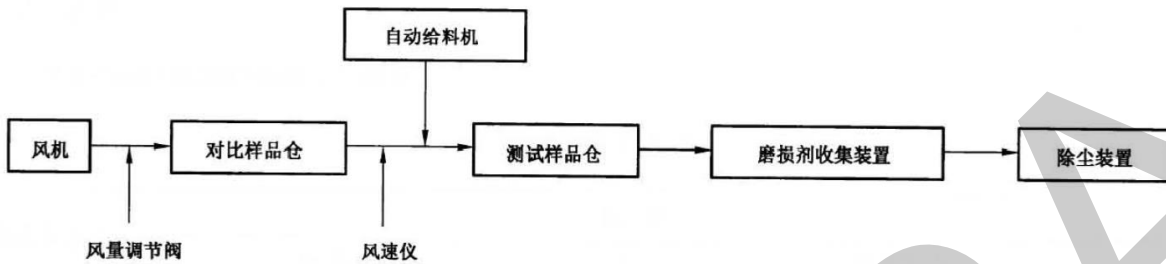 自动给料机
风机
对比样品仓
测试样品仓
磨损剂收集装置
除尘装置
风量调节阀
风速仪